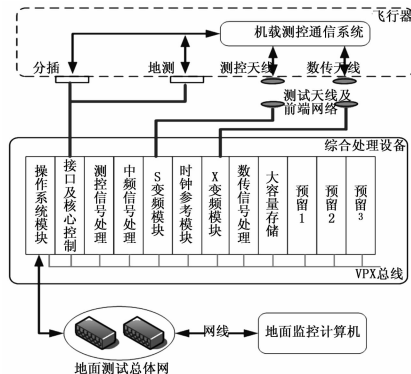 飞行器
机载测控通信系统
分插
地测
测控天线
数传天线
测试天线及
前端网络
综合处理设备
操作系统模块
接口及核心控制
测控信号处理
中频信号处理
S变频模块
时钟参考模块
X变频模块
数传信号处理
大容量存储
预留1
预留2
预留3
VPX总线
网线
地面监控计算机
地面测试总体网